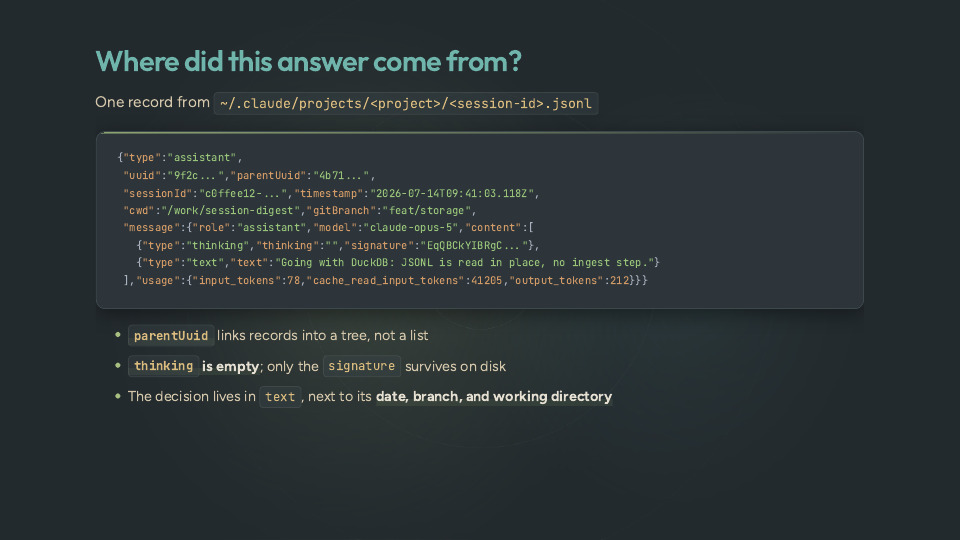 Where did this answer come from?
One record from ~/.claude/projects/<project>/<session-id>.jsonl
{"type":"assistant",
"uuid":"9f2c...","parentUuid":"4b71...",
"sessionId":"c0ffee12-...","timestamp":"2026-07-14T09:41:03.118Z",
"cwd":"/work/session-digest","gitBranch":"feat/storage",
"message":{"role":"assistant","model":"claude-opus-5","content":[
{"type":"thinking","thinking":"","signature":"EqQBCkYIBRgC..."},
{"type":"text","text":"Going with DuckDB: JSONL is read in place, no ingest step."}
],"usage":{"input_tokens":78,"cache_read_input_tokens":41205,"output_tokens":212}}}
• parentUuid links records into a tree, not a list
• thinking is empty; only the signature survives on disk
• The decision lives in text, next to its date, branch, and working directory